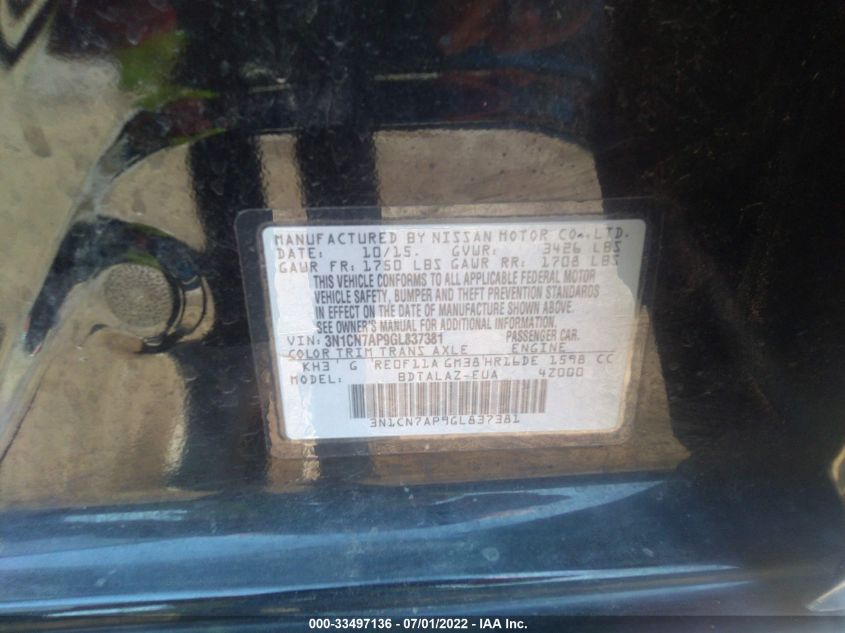 MANUFACTURED BY NISSAN MOTOR CO.,LTD.
DATE: 10/15. GVWR: 3426 LBS
GAWR FR: 1750 LBS GAWR RR: 1708 LBS
THIS VEHICLE CONFORMS TO ALL APPLICABLE FEDERAL MOTOR
VEHICLE SAFETY, BUMPER AND THEFT PREVENTION STANDARDS
IN EFFECT ON THE DATE OF MANUFACTURE SHOWN ABOVE.
SEE OWNER'S MANUAL FOR ADDITIONAL INFORMATION.
VIN: 3N1CN7AP9GL837381 PASSENGER CAR.
COLOR TRIM TRANS AXLE ENGINE
KH3 G RE0F11A GM38 HR16DE 1598 CC
MODEL: BDTALAZ-EUA 4Z000
3N1CN7AP9GL837381
000-33497136 - 07/01/2022 - IAA Inc.